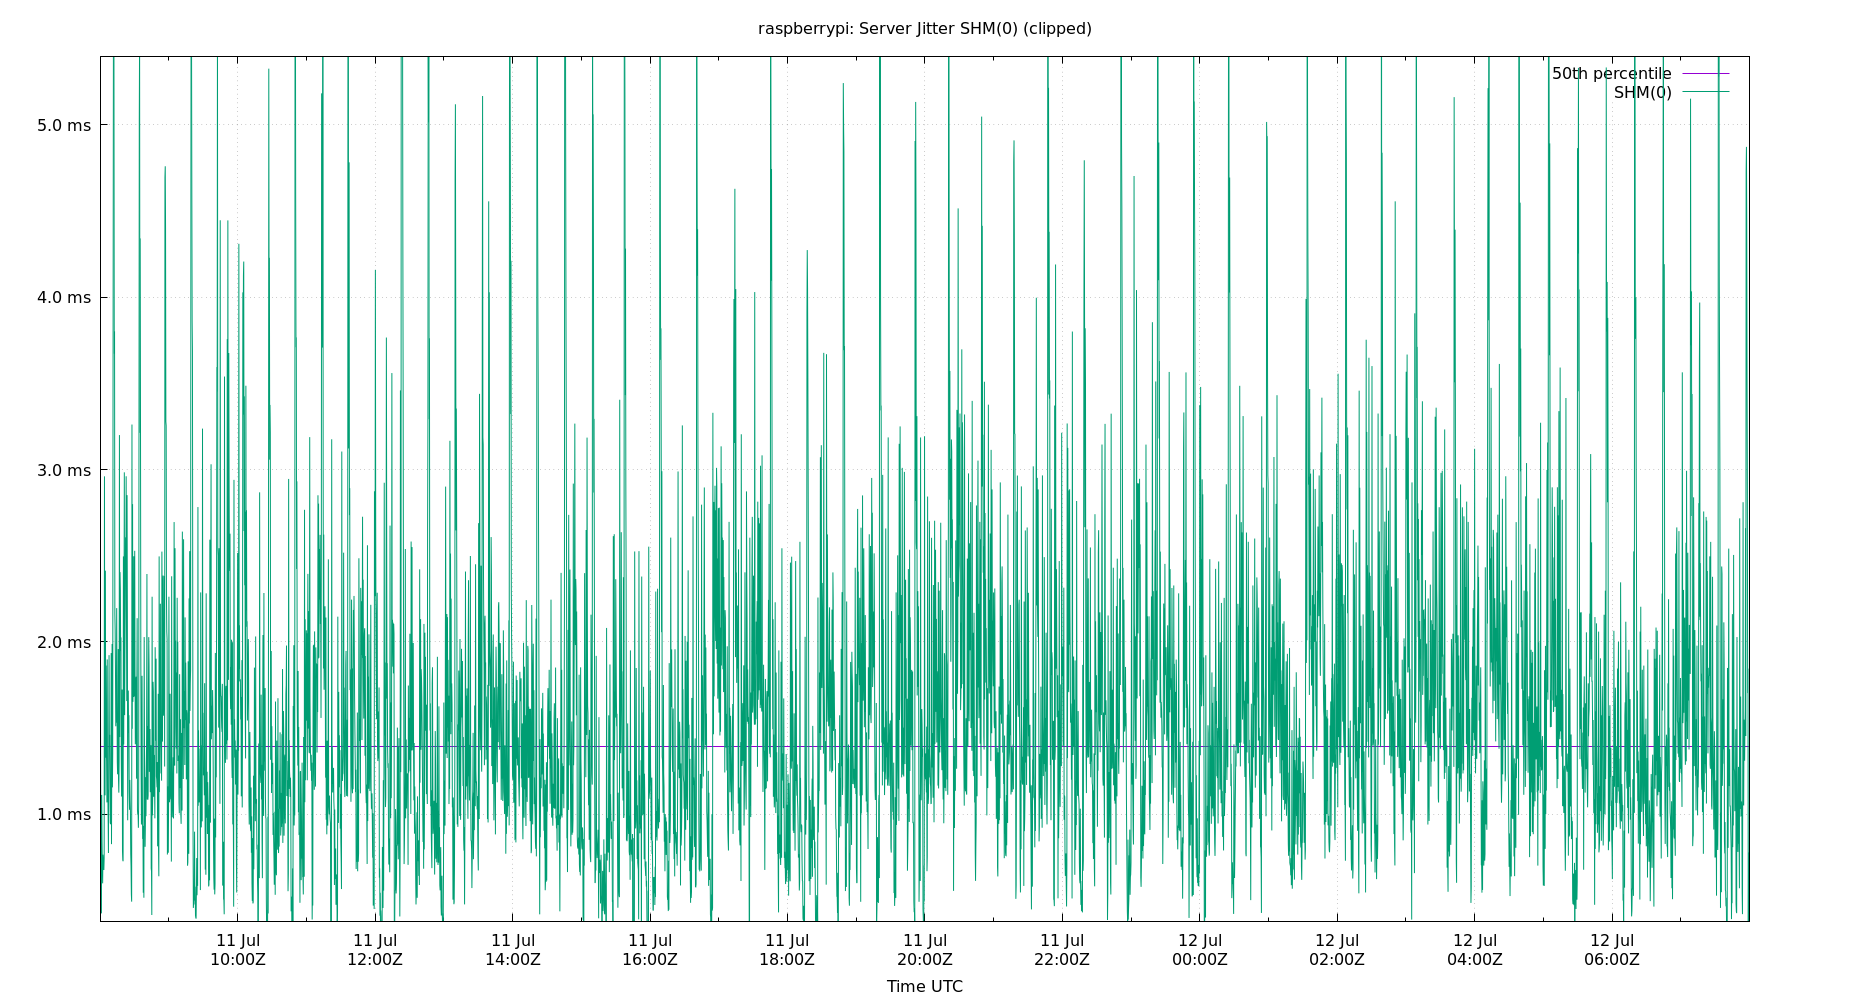 raspberrypi: Server Jitter SHM(0) (clipped)
50th percentile
SHM(0)
5.0 ms
4.0 ms
3.0 ms
2.0 ms
1.0 ms
11 Jul 11 Jul 11 Jul 11 Jul 11 Jul 11 Jul 11 Jul 12 Jul 12 Jul 12 Jul 12 Jul
10:00Z 12:00Z 14:00Z 16:00Z 18:00Z 20:00Z 22:00Z 00:00Z 02:00Z 04:00Z 06:00Z
Time UTC